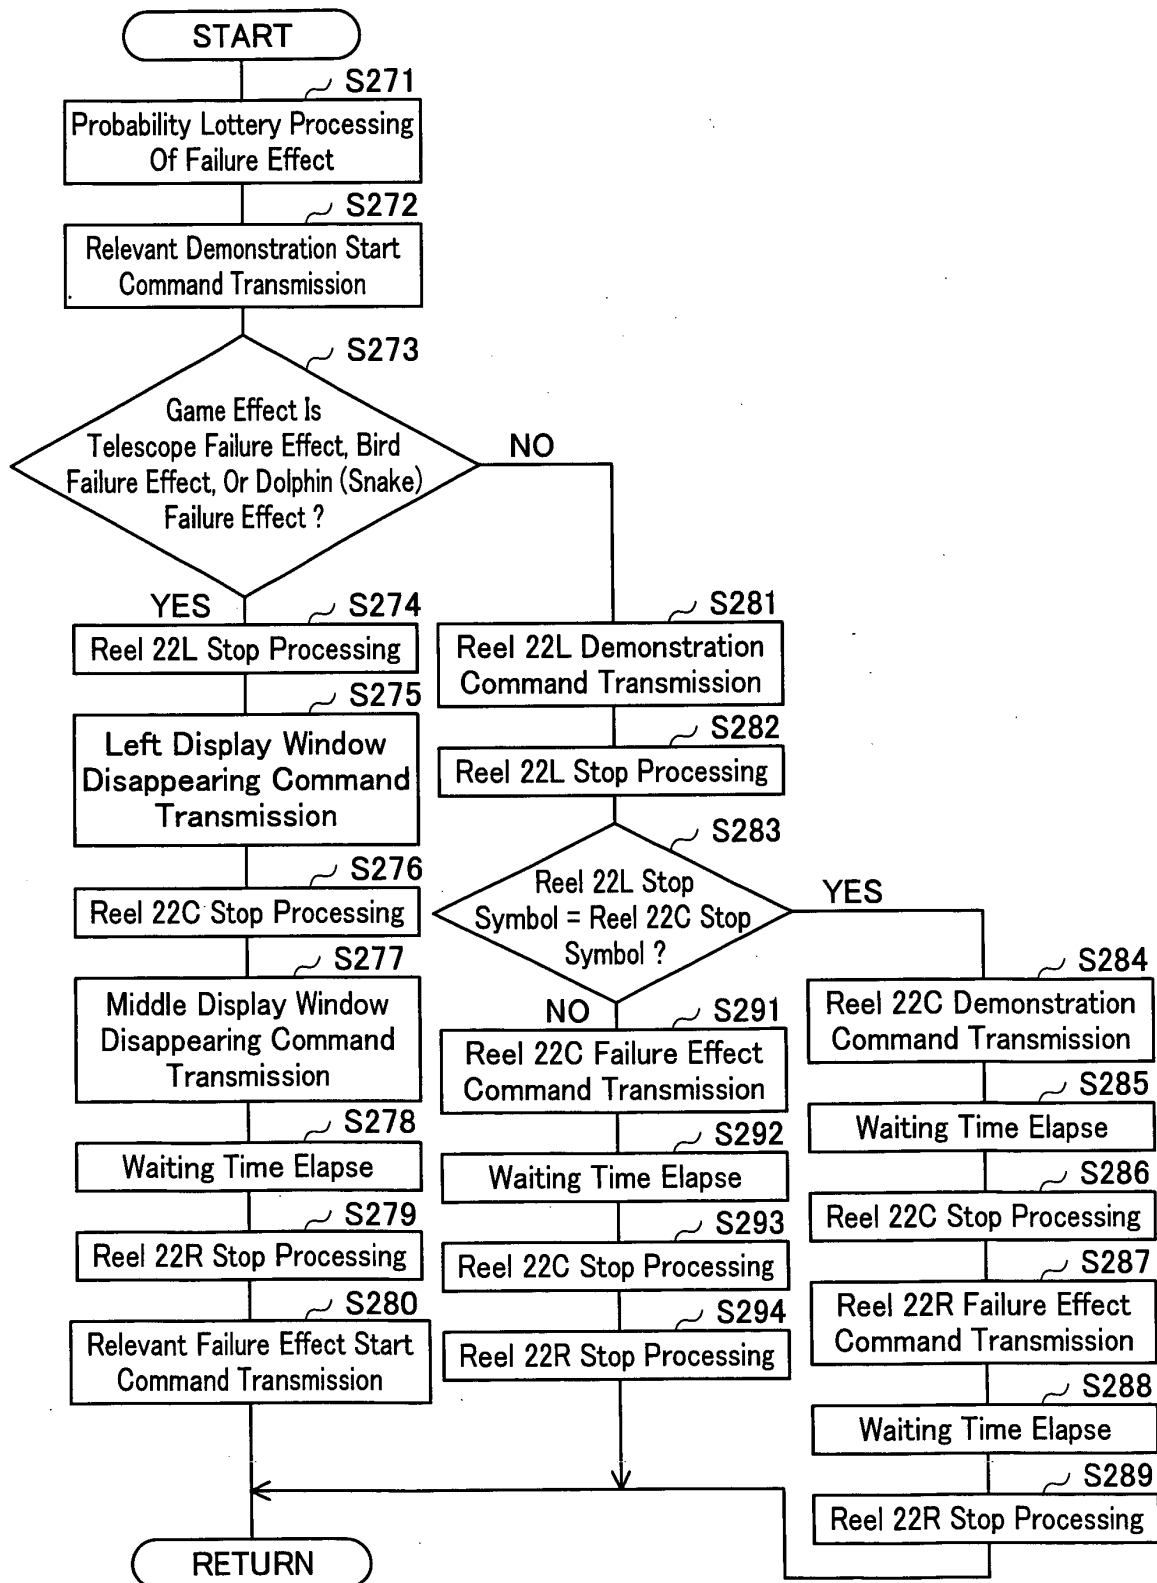 START
S271
Probability Lottery Processing
Of Failure Effect
S272
Relevant Demonstration Start
Command Transmission
S273
Game Effect Is
Telescope Failure Effect, Bird
Failure Effect, Or Dolphin (Snake)
Failure Effect ?
NO
YES
S274
Reel 22L Stop Processing
S275
Left Display Window
Disappearing Command
Transmission
S276
Reel 22C Stop Processing
S277
Middle Display Window
Disappearing Command
Transmission
S278
Waiting Time Elapse
S279
Reel 22R Stop Processing
S280
Relevant Failure Effect Start
Command Transmission
S281
Reel 22L Demonstration
Command Transmission
S282
Reel 22L Stop Processing
S283
Reel 22L Stop
Symbol = Reel 22C Stop
Symbol ?
YES
NO
S291
Reel 22C Failure Effect
Command Transmission
S292
Waiting Time Elapse
S293
Reel 22C Stop Processing
S294
Reel 22R Stop Processing
S284
Reel 22C Demonstration
Command Transmission
S285
Waiting Time Elapse
S286
Reel 22C Stop Processing
S287
Reel 22R Failure Effect
Command Transmission
S288
Waiting Time Elapse
S289
Reel 22R Stop Processing
RETURN